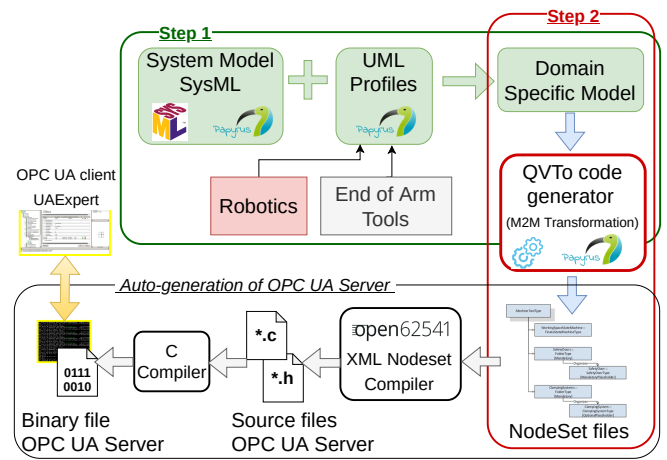 Step 1
Step 2
System Model
SysML
SYS
ML
Papyrus
UML
Profiles
Papyrus
Domain
Specific Model
Robotics
End of Arm
Tools
QVTo code
generator
(M2M Transformation)
Papyrus
OPC UA client
UAExpert
Auto-generation of OPC UA Server
0111
0010
Binary file
OPC UA Server
C
Compiler
*.c
*.h
Source files
OPC UA Server
open62541
XML Nodeset
Compiler
NodeSet files